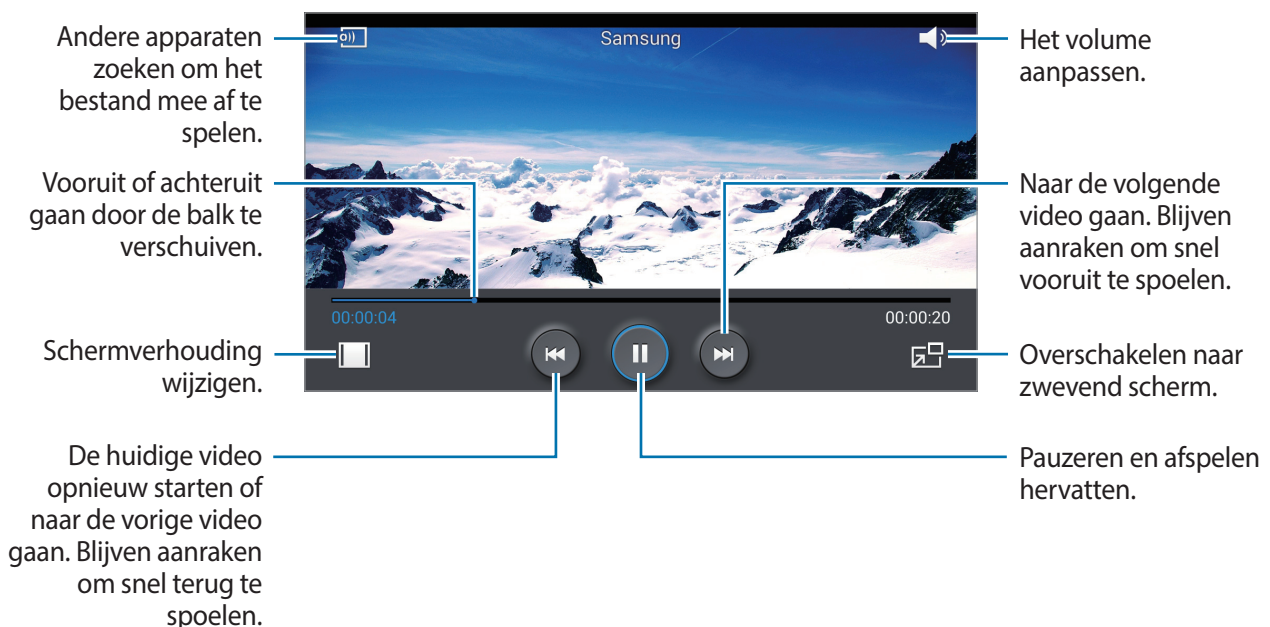 Andere apparaten
zoeken om het
bestand mee af te
spelen.
Samsung
Het volume
aanpassen.
Vooruit of achteruit
gaan door de balk te
verschuiven.
Naar de volgende
video gaan. Blijven
aanraken om snel
vooruit te spoelen.
00:00:04
00:00:20
Schermverhouding
wijzigen.
Overschakelen naar
zwevend scherm.
De huidige video
opnieuw starten of
naar de vorige video
gaan. Blijven aanraken
om snel terug te
spoelen.
Pauzeren en afspelen
hervatten.